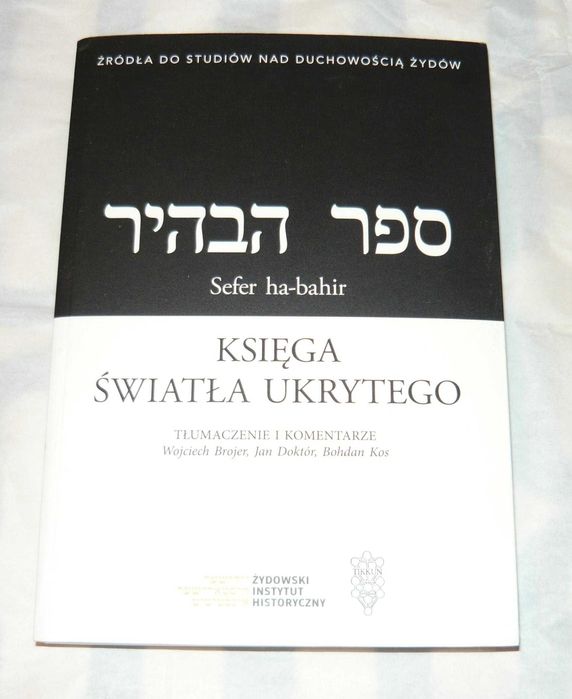 ŹRÓDŁA DO STUDIÓW NAD DUCHOWOŚCIĄ ŻYDÓW
ספר הבהיר
Sefer ha-bahir
KSIĘGA
ŚWIATŁA UKRYTEGO
TŁUMACZENIE I KOMENTARZE
Wojciech Brojer, Jan Doktór, Bohdan Kos
ŻYDOWSKI
INSTYTUT
HISTORYCZNY
TIKKUN